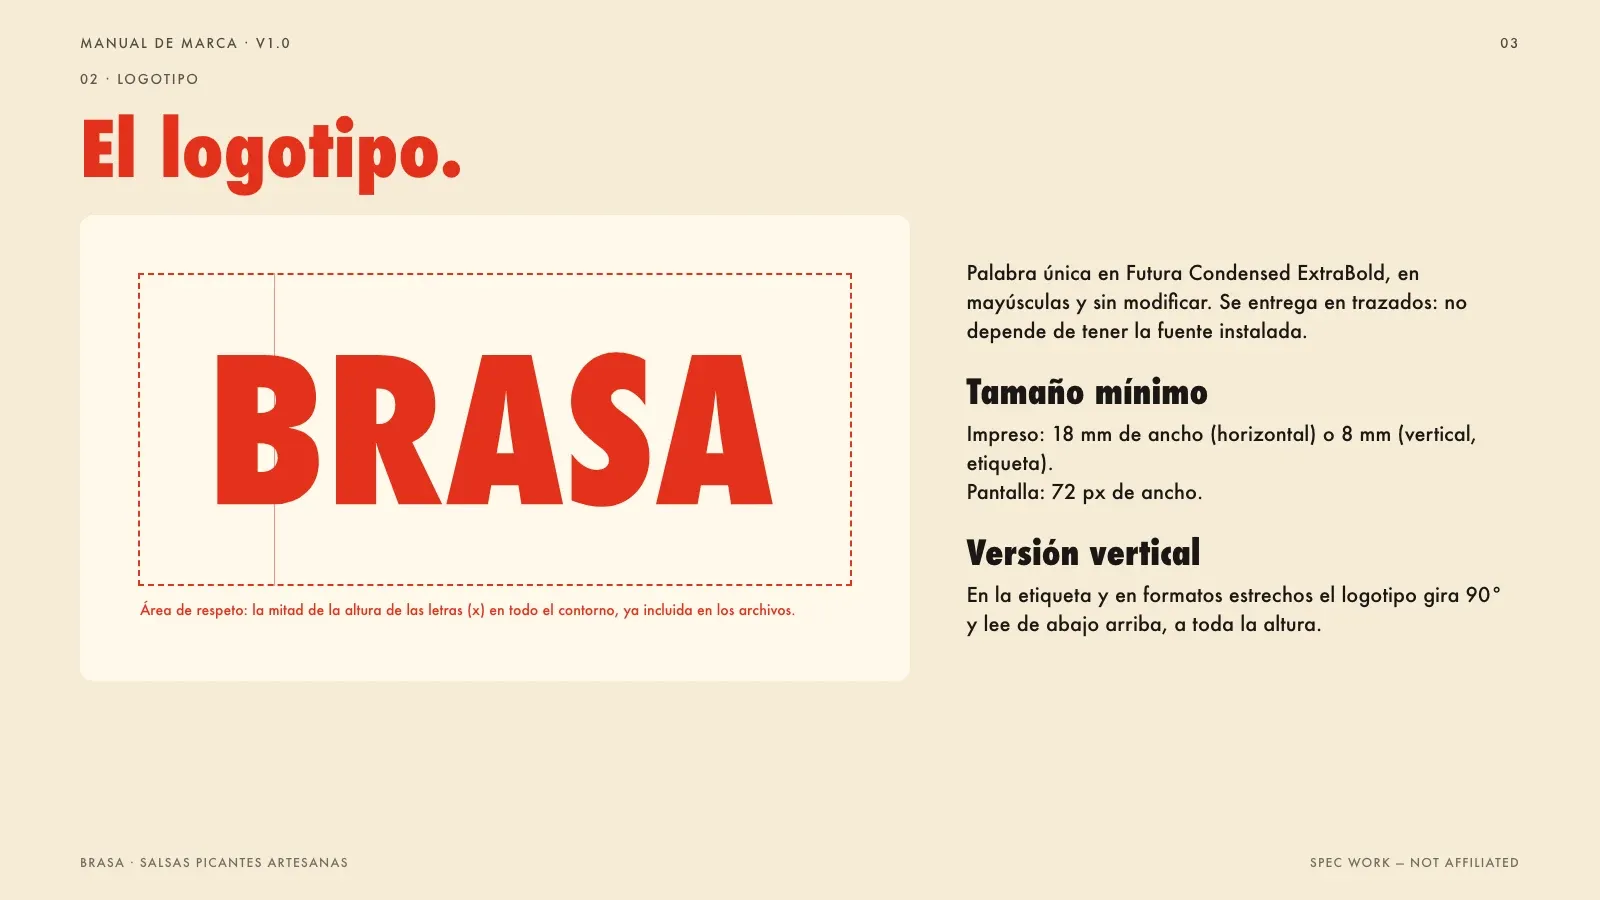 MANUAL DE MARCA · V1.0
03
02 · LOGOTIPO
El logotipo.
BRASA
Área de respeto: la mitad de la altura de las letras (x) en todo el contorno, ya incluida en los archivos.
Palabra única en Futura Condensed ExtraBold, en
mayúsculas y sin modificar. Se entrega en trazados: no
depende de tener la fuente instalada.
Tamaño mínimo
Impreso: 18 mm de ancho (horizontal) o 8 mm (vertical,
etiqueta).
Pantalla: 72 px de ancho.
Versión vertical
En la etiqueta y en formatos estrechos el logotipo gira 90°
y lee de abajo arriba, a toda la altura.
BRASA · SALSAS PICANTES ARTESANAS
SPEC WORK — NOT AFFILIATED